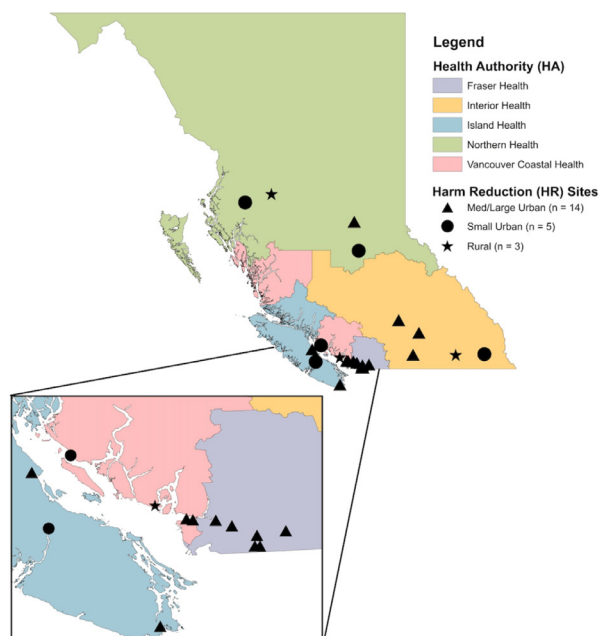 Legend
Health Authority (HA)
Fraser Health
Interior Health
Island Health
Northern Health
Vancouver Coastal Health
Harm Reduction (HR) Sites
Med/Large Urban (n = 14)
Small Urban (n = 5)
Rural (n = 3)